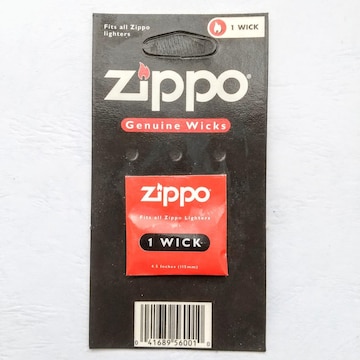 Fits all Zippo
lighters
1 WICK
zippo®
Genuine Wicks
zippo
Fits all Zippo Lighters
1 WICK
0 41689 56001